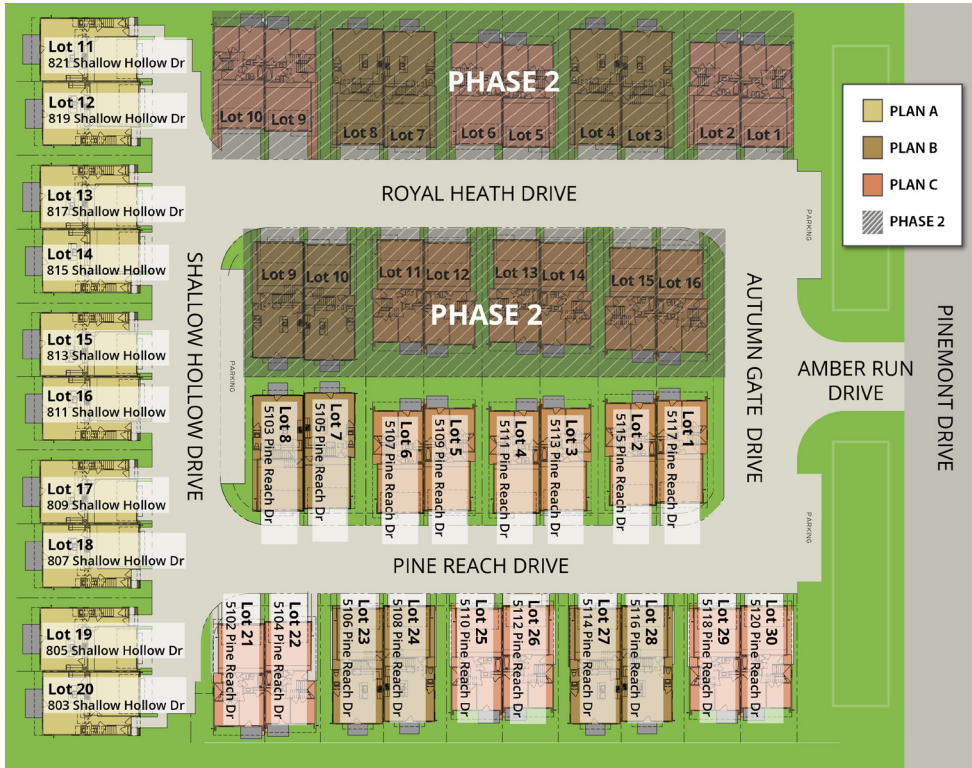 Lot 11
821 Shallow Hollow Dr
Lot 12
819 Shallow Hollow Dr
Lot 13
817 Shallow Hollow Dr
Lot 14
815 Shallow Hollow
Lot 15
813 Shallow Hollow
Lot 16
811 Shallow Hollow
Lot 17
809 Shallow Hollow
Lot 18
807 Shallow Hollow Dr
Lot 19
805 Shallow Hollow Dr
Lot 20
803 Shallow Hollow Dr
PHASE 2
Lot 10
Lot 9
Lot 8
Lot 7
Lot 6
Lot 5
Lot 4
Lot 3
Lot 2
Lot 1
PLAN A
PLAN B
PLAN C
PHASE 2
ROYAL HEATH DRIVE
PARKING
SHALLOW HOLLOW DRIVE
PARKING
Lot 9
Lot 10
Lot 11
Lot 12
Lot 13
Lot 14
Lot 15
Lot 16
PHASE 2
AUTUMN GATE DRIVE
AMBER RUN
DRIVE
PINEMONT DRIVE
Lot 8
5103 Pine Reach Dr
Lot 7
5105 Pine Reach Dr
Lot 6
5107 Pine Reach Dr
Lot 5
5109 Pine Reach Dr
Lot 4
5111 Pine Reach Dr
Lot 3
5113 Pine Reach Dr
Lot 2
5115 Pine Reach Dr
Lot 1
5117 Pine Reach Dr
PARKING
PINE REACH DRIVE
Lot 21
5102 Pine Reach Dr
Lot 22
5104 Pine Reach Dr
Lot 23
5106 Pine Reach Dr
Lot 24
5108 Pine Reach Dr
Lot 25
5110 Pine Reach Dr
Lot 26
5112 Pine Reach Dr
Lot 27
5114 Pine Reach Dr
Lot 28
5116 Pine Reach Dr
Lot 29
5118 Pine Reach Dr
Lot 30
5120 Pine Reach Dr